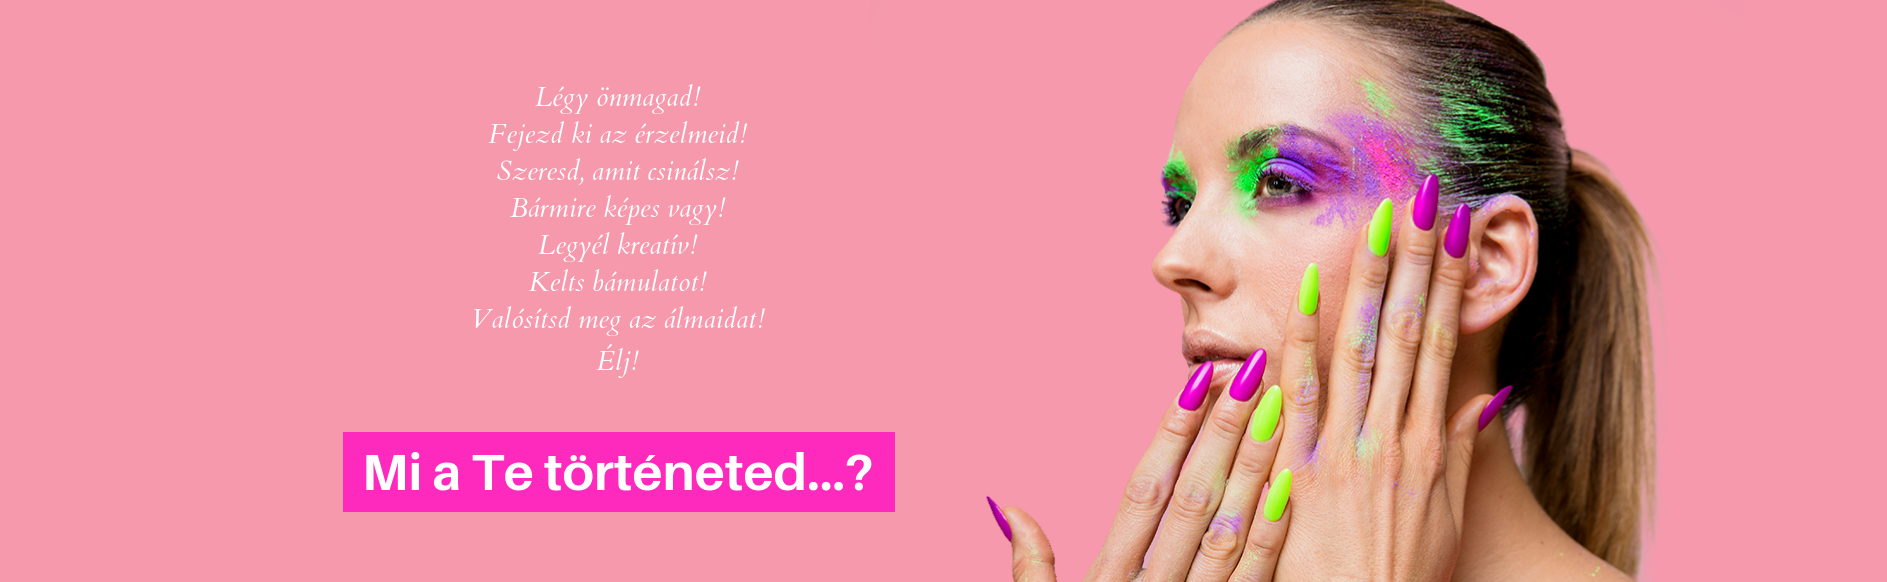 Légy önmagad!
Fejezd ki az érzelmeid!
Szeresd, amit csinálsz!
Bármire képes vagy!
Legyél kreatív!
Kelts bámulatot!
Valósítsd meg az álmaidat!
Élj!
Mi a Te történeted...?